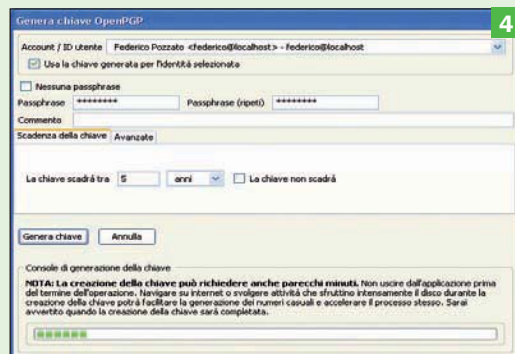 Genera chiave OpenPGP
4
Account / ID utente Federico Pozzato <federico@localhost> - federico@localhost
Usa la chiave generata per l'identità selezionata
Nessuna passphrase
Passphrase ******** Passphrase (ripeti) ********
Commento
Scadenza della chiave Avanzate
La chiave scadrà tra 5 anni La chiave non scadrà
Genera chiave Annulla
Console di generazione della chiave
NOTA: La creazione della chiave può richiedere anche parecchi minuti. Non uscire dall'applicazione prima
del termine dell'operazione. Navigare su internet o svolgere attività che sfruttino intensamente il disco durante la
creazione della chiave potrà facilitare la generazione dei numeri casuali e accelerare il processo stesso. Sarai
avvertito quando la creazione della chiave sarà completata.